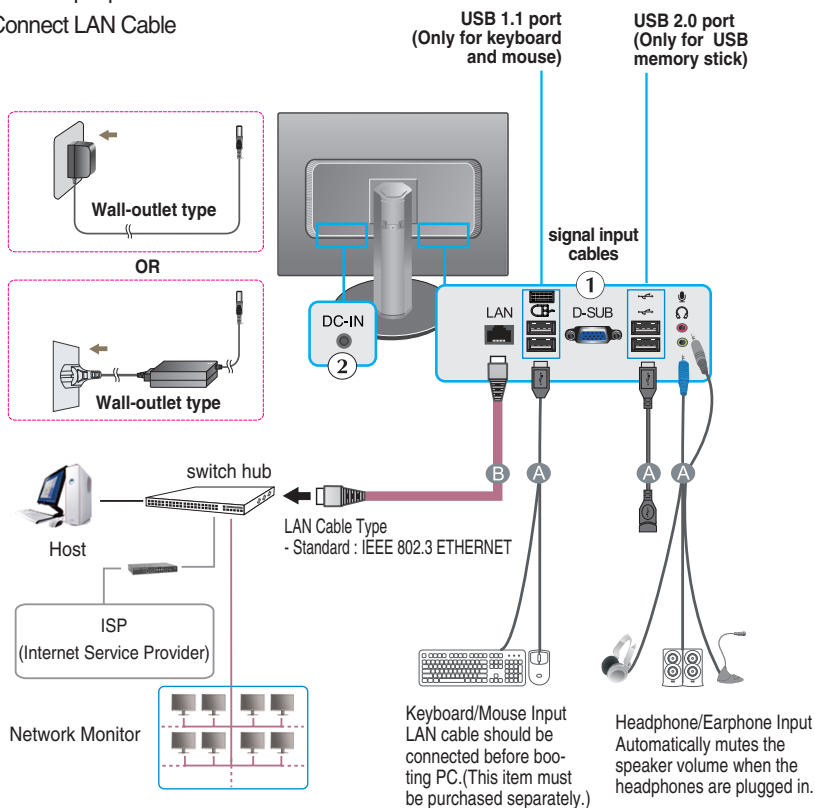 Connect LAN Cable
USB 1.1 port
(Only for keyboard
and mouse)
USB 2.0 port
(Only for USB
memory stick)
Wall-outlet type
OR
Wall-outlet type
signal input
cables
1
LAN
D-SUB
DC-IN
2
B
A
A
A
switch hub
Host
LAN Cable Type
- Standard : IEEE 802.3 ETHERNET
ISP
(Internet Service Provider)
Network Monitor
Keyboard/Mouse Input
LAN cable should be
connected before boo-
ting PC.(This item must
be purchased separately.)
Headphone/Earphone Input
Automatically mutes the
speaker volume when the
headphones are plugged in.